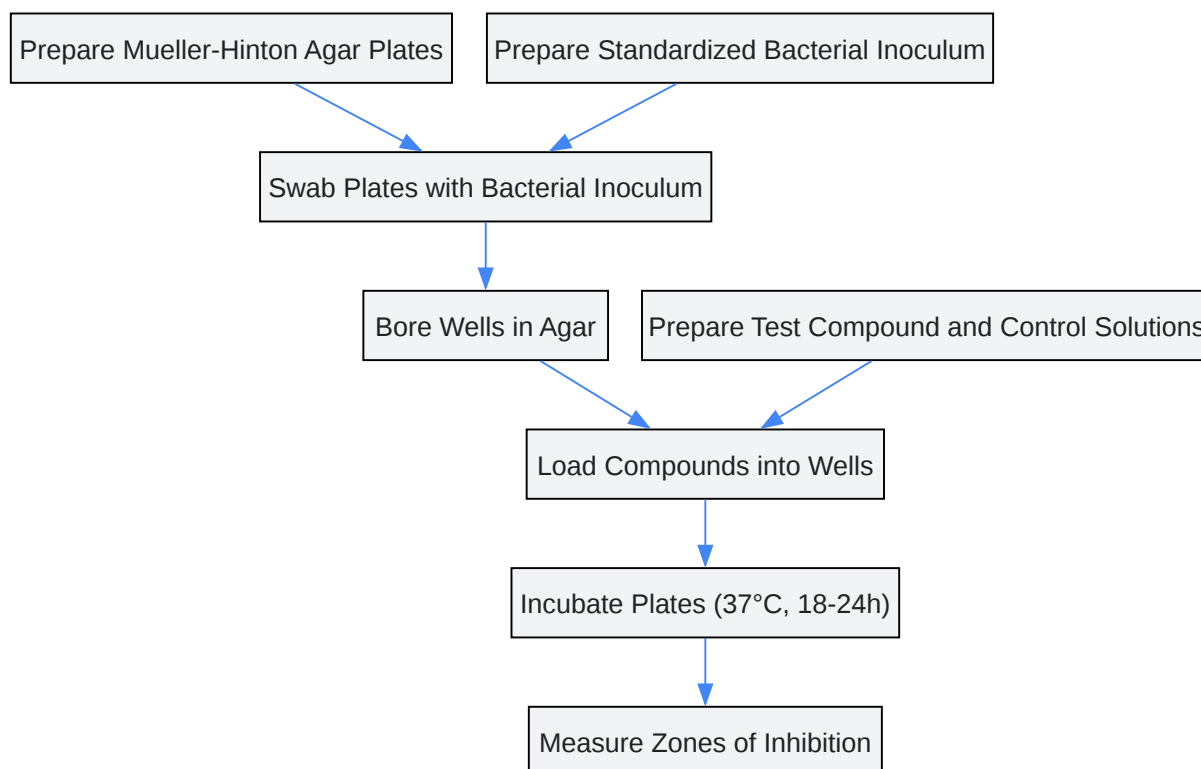 Prepare Mueller-Hinton Agar Plates
Prepare Standardized Bacterial Inoculum
Swab Plates with Bacterial Inoculum
Bore Wells in Agar
Prepare Test Compound and Control Solutions
Load Compounds into Wells
Incubate Plates (37°C, 18-24h)
Measure Zones of Inhibition